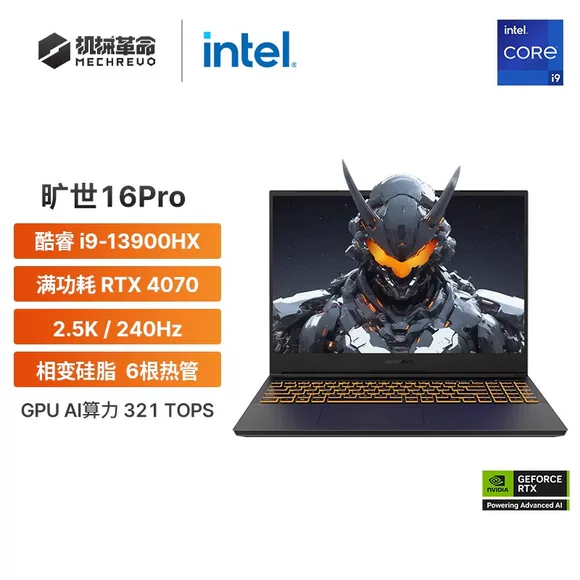 机械革命
MECHREVO
intel.
intel.
CORE
i9
旷世16Pro
酷睿 i9-13900HX
满功耗 RTX 4070
2.5K / 240Hz
相变硅脂 6根热管
GPU AI算力 321 TOPS
NVIDIA
GEFORCE
RTX
Powering Advanced AI